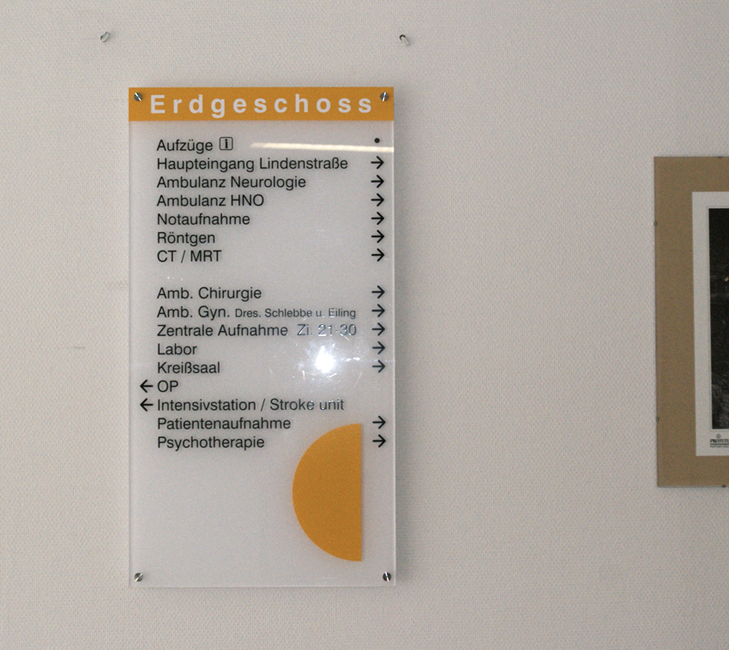 Erdgeschoss
Aufzüge i •
Haupteingang Lindenstraße →
Ambulanz Neurologie →
Ambulanz HNO →
Notaufnahme →
Röntgen →
CT / MRT →
Amb. Chirurgie →
Amb. Gyn. Dres. Schlebbe u. Eiling →
Zentrale Aufnahme Zi. 21-30 →
Labor →
Kreißsaal →
← OP
← Intensivstation / Stroke unit
Patientenaufnahme →
Psychotherapie →